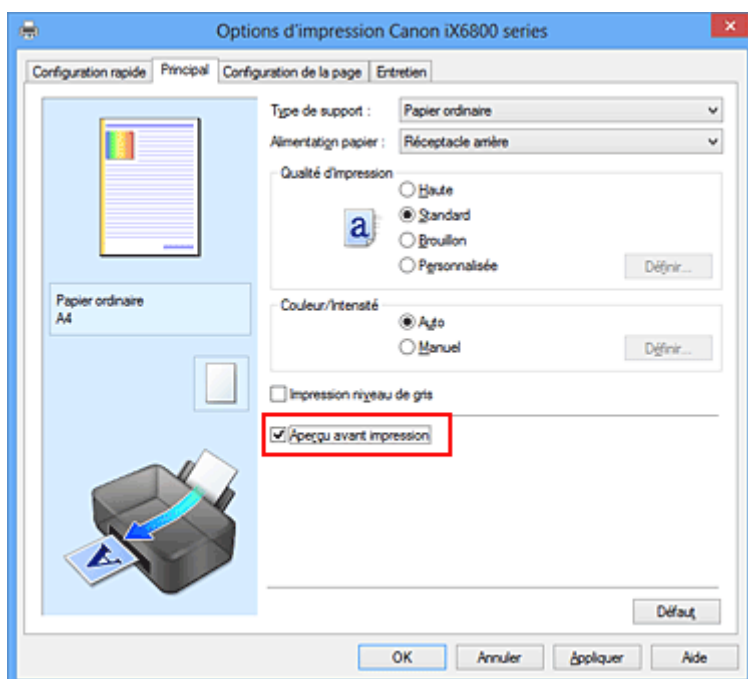 Options d'impression Canon iX6800 series
Configuration rapide Principal Configuration de la page Entretien
Type de support : Papier ordinaire
Alimentation papier : Réceptacle arrière
Qualité d'impression
Haute
Standard
Brouillon
Personnalisée Définir...
Papier ordinaire
A4
Couleur/Intensité
Auto
Manuel Définir...
Impression niveau de gris
Aperçu avant impression
Défaut
OK Annuler Appliquer Aide
a
A